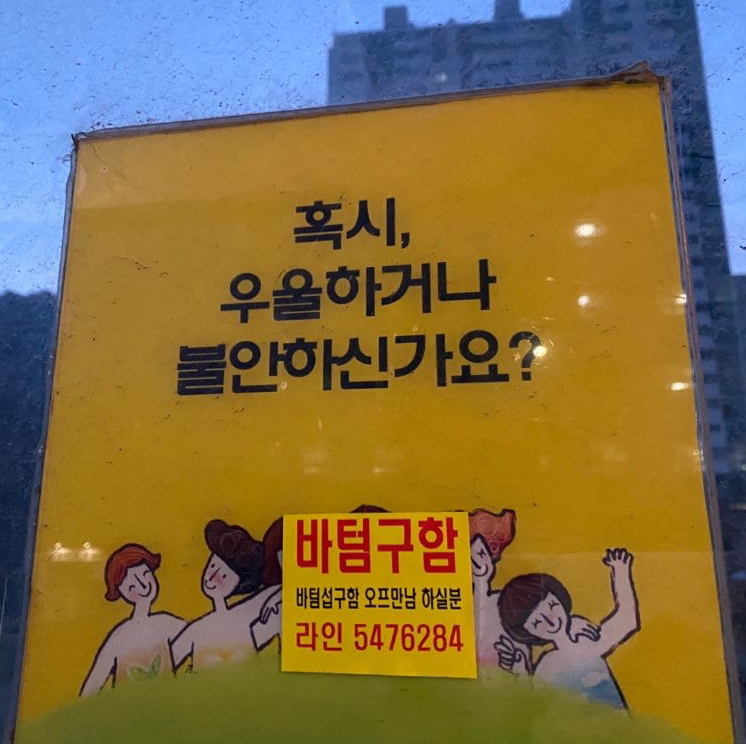 혹시,
우울하거나
불안하신가요?
바텀구함
바텀섭구함 오프만남 하실분
라인 5476284